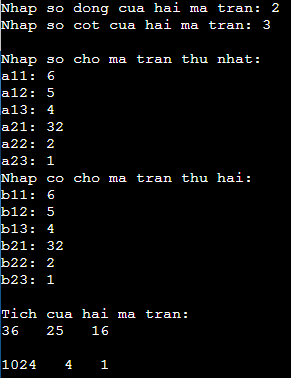 Nhap so dong cua hai ma tran: 2
Nhap so cot cua hai ma tran: 3
Nhap so cho ma tran thu nhat:
a11: 6
a12: 5
a13: 4
a21: 32
a22: 2
a23: 1
Nhap co cho ma tran thu hai:
b11: 6
b12: 5
b13: 4
b21: 32
b22: 2
b23: 1
Tich cua hai ma tran:
36 25 16
1024 4 1